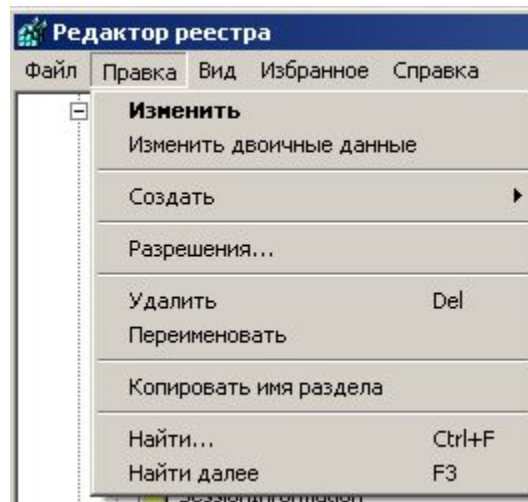 Редактор реестра
Файл Правка Вид Избранное Справка
Изменить
Изменить двоичные данные
Создать
Разрешения...
Удалить Del
Переименовать
Копировать имя раздела
Найти... Ctrl+F
Найти далее F3
SessionInformation